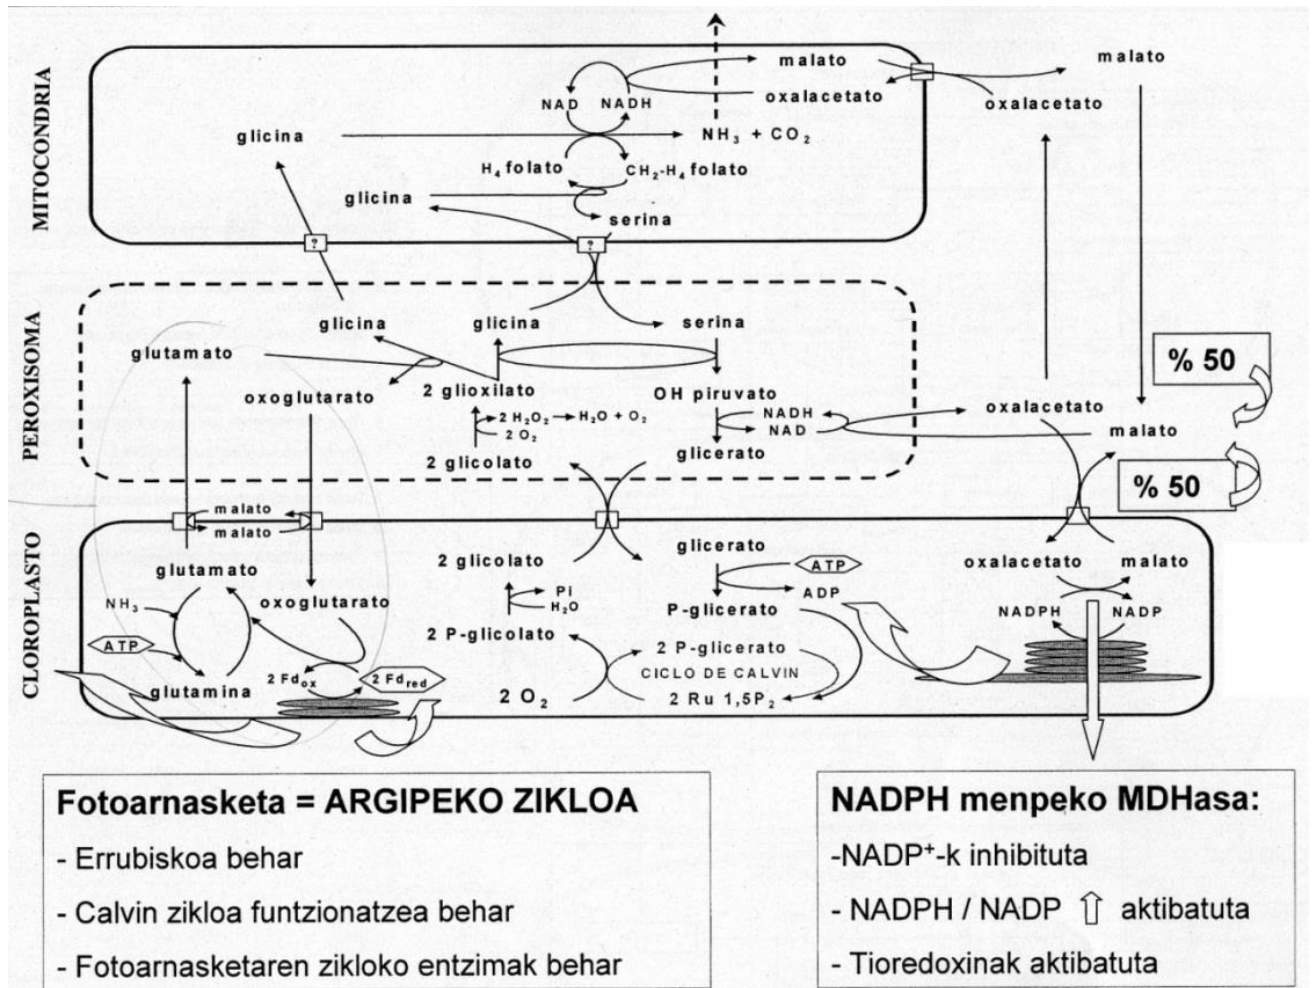 MITOCONDRIA
malato
malato
NAD
NADH
oxalacetato
oxalacetato
glicina
NH₃ + CO₂
H₄ folato
CH₂-H₄ folato
glicina
serina
?
?
PEROXISOMA
glicina
glicina
serina
glutamato
% 50
oxoglutarato
2 glioxilato
OH piruvato
2 H₂O₂ → H₂O + O₂
2 O₂
NADH
NAD
oxalacetato
malato
2 glicolato
glicerato
% 50
malato
malato
CLOROPLASTO
glutamato
2 glicolato
glicerato
oxalacetato
malato
ATP
ADP
NH₃
oxoglutarato
Pi
H₂O
P-glicerato
NADPH
NADP
ATP
2 P-glicolato
2 P-glicerato
CICLO DE CALVIN
glutamina
2 Fdox
2 Fdred
2 O₂
2 Ru 1,5P₂
Fotoarnasketa = ARGIPEKO ZIKLOA
- Errubiskoa behar
- Calvin zikloa funtzionatzea behar
- Fotoarnasketaren zikloko entzimak behar
NADPH menpeko MDHasa:
-NADP⁺-k inhibituta
- NADPH / NADP ⇧ aktibatuta
- Tioredoxinak aktibatuta